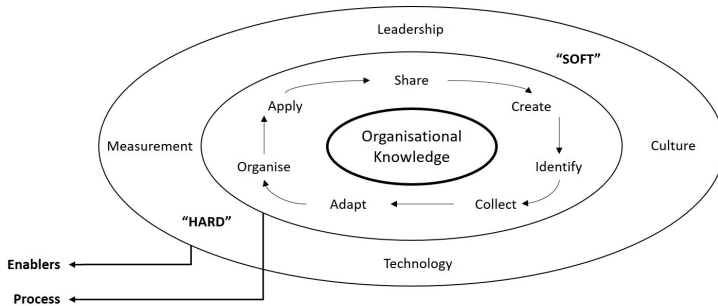 Leadership
“SOFT”
Share
Apply
Create
Organisational
Knowledge
Measurement
Culture
Organise
Identify
Adapt
Collect
“HARD”
Technology
Enablers
Process